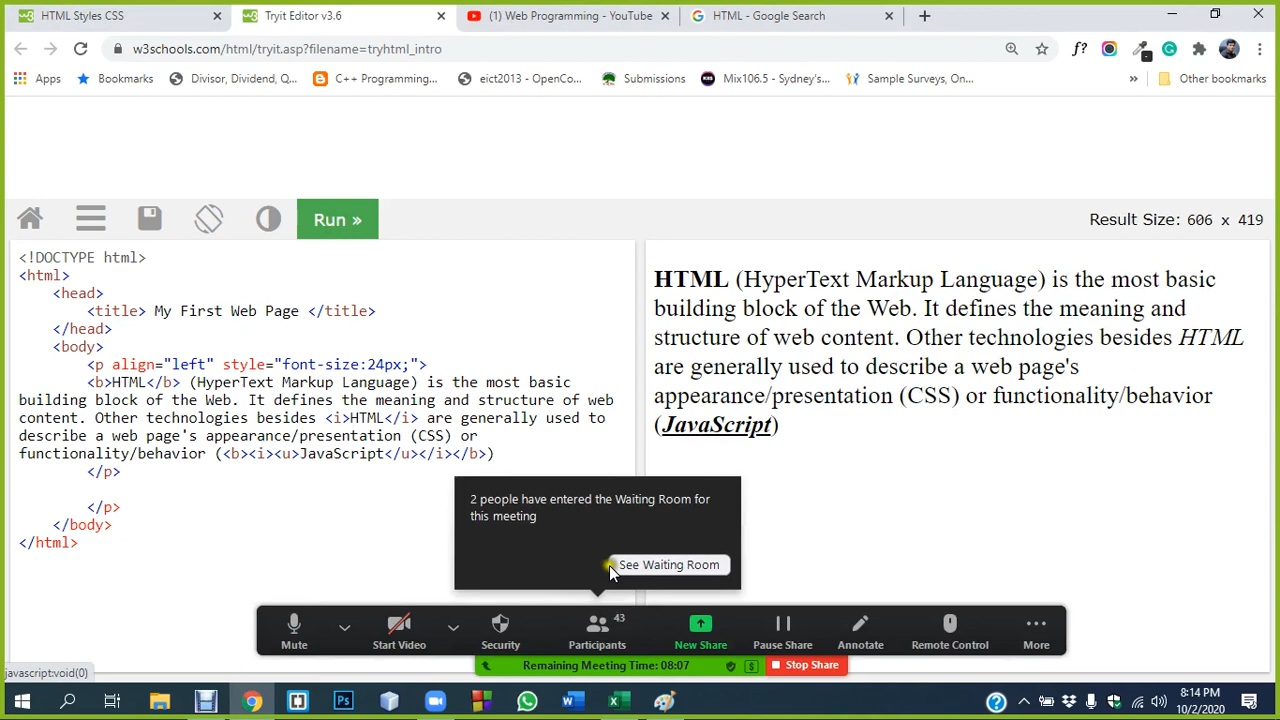 HTML Styles CSS
Tryit Editor v3.6
(1) Web Programming - YouTube
HTML - Google Search
w3schools.com/html/tryit.asp?filename=tryhtml_intro
f?
Apps
Bookmarks
Divisor, Dividend, Q...
C++ Programming...
eict2013 - OpenCo...
Submissions
Mix106.5 - Sydney's...
Sample Surveys, On...
»
Other bookmarks
Run »
Result Size: 606 x 419
<!DOCTYPE html>
<html>
<head>
<title> My First Web Page </title>
</head>
<body>
<p align="left" style="font-size:24px;">
<b>HTML</b> (HyperText Markup Language) is the most basic
building block of the Web. It defines the meaning and structure of web
content. Other technologies besides <i>HTML</i> are generally used to
describe a web page's appearance/presentation (CSS) or
functionality/behavior (<b><i><u>JavaScript</u></i></b>)
</p>
</p>
</body>
</html>
HTML (HyperText Markup Language) is the most basic
building block of the Web. It defines the meaning and
structure of web content. Other technologies besides HTML
are generally used to describe a web page's
appearance/presentation (CSS) or functionality/behavior
(JavaScript)
2 people have entered the Waiting Room for
this meeting
See Waiting Room
Mute
Start Video
Security
Participants
43
New Share
Pause Share
Annotate
Remote Control
More
Remaining Meeting Time: 08:07
Stop Share
javascript:void(0)
8:14 PM
10/2/2020